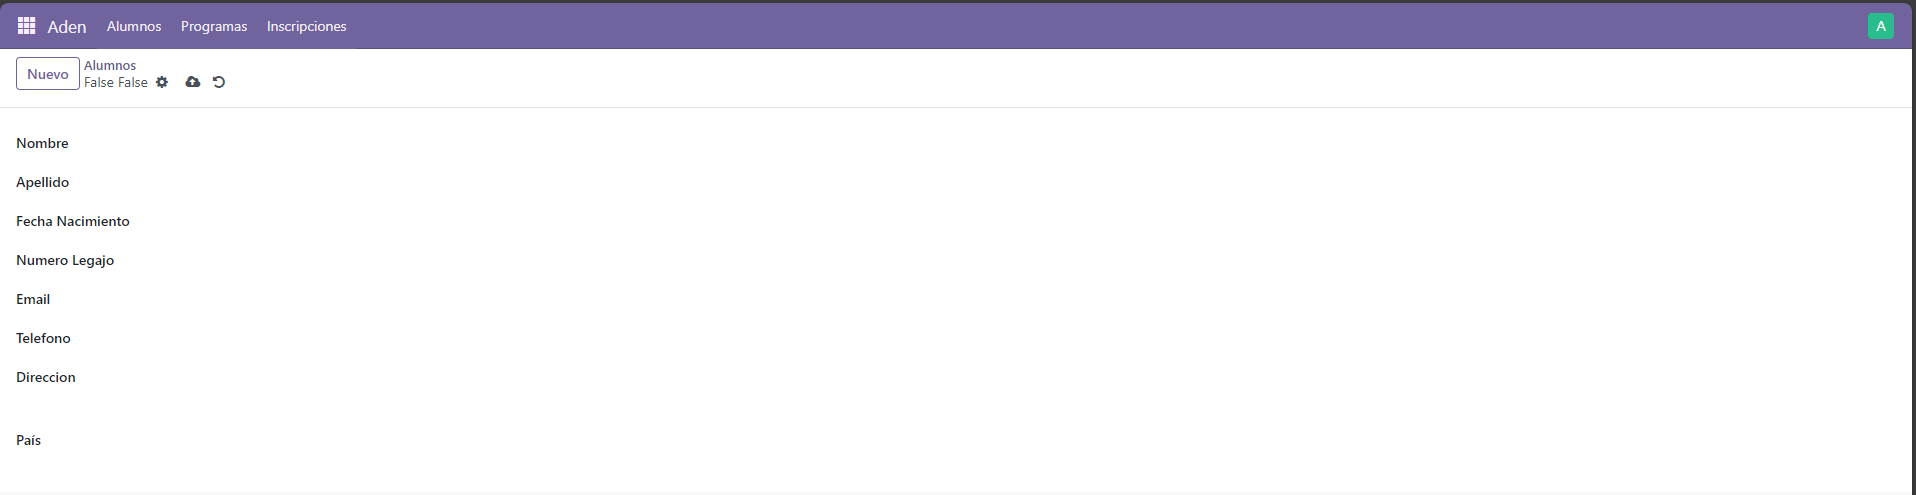 Aden Alumnos Programas Inscripciones A
Nuevo Alumnos
False False
Nombre
Apellido
Fecha Nacimiento
Numero Legajo
Email
Telefono
Direccion
País